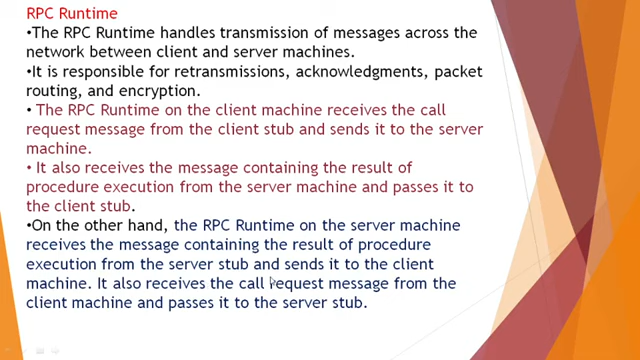 RPC Runtime
•The RPC Runtime handles transmission of messages across the
network between client and server machines.
•It is responsible for retransmissions, acknowledgments, packet
routing, and encryption.
• The RPC Runtime on the client machine receives the call
request message from the client stub and sends it to the server
machine.
• It also receives the message containing the result of
procedure execution from the server machine and passes it to
the client stub.
•On the other hand, the RPC Runtime on the server machine
receives the message containing the result of procedure
execution from the server stub and sends it to the client
machine. It also receives the call request message from the
client machine and passes it to the server stub.